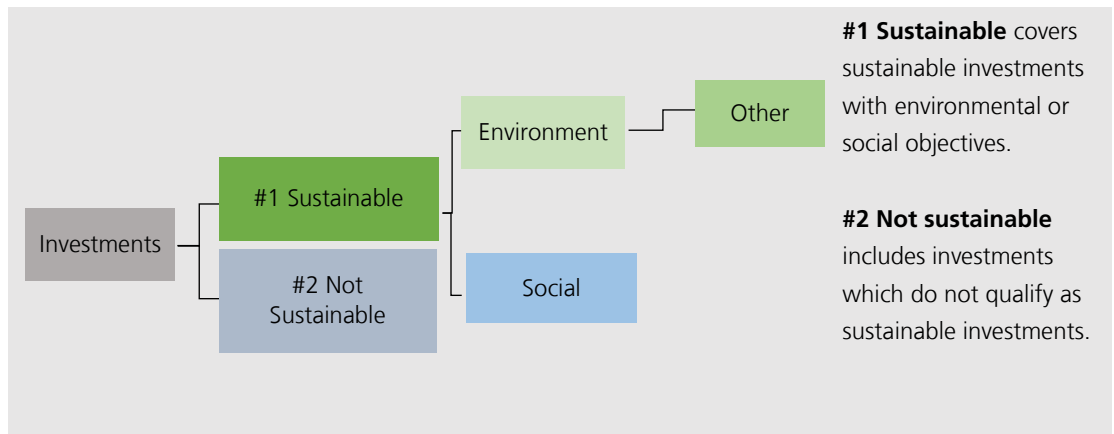 Investments
#1 Sustainable
#2 Not
Sustainable
Environment
Social
Other
#1 Sustainable covers
sustainable investments
with environmental or
social objectives.
#2 Not sustainable
includes investments
which do not qualify as
sustainable investments.